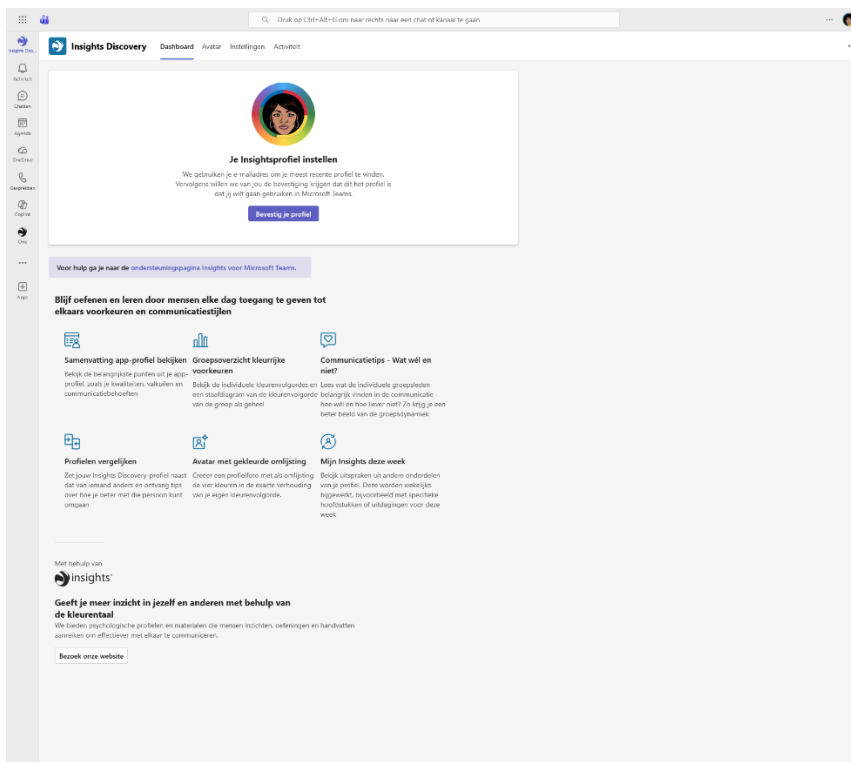 Druk op Ctrl+Alt+G om naar rechts naar een chat of kanaal te gaan
Insights Disc...
Activiteit
Chatten
Agenda
OneDrive
Gesprekken
Copilot
One
Apps
Insights Discovery
Dashboard
Avatar
Instellingen
Activiteit
Je Insightsprofiel instellen
We gebruiken je e-mailadres om je meest recente profiel te vinden.
Vervolgens willen we van jou de bevestiging krijgen dat dit het profiel is
dat jij wilt gaan gebruiken in Microsoft Teams.
Bevestig je profiel
Voor hulp ga je naar de ondersteuningspagina Insights voor Microsoft Teams.
Blijf oefenen en leren door mensen elke dag toegang te geven tot
elkaars voorkeuren en communicatiestijlen
Samenvatting app-profiel bekijken
Bekijk de belangrijkste punten uit je app-
profiel, zoals je kwaliteiten, valkuilen en
communicatiebehoeften
Groepsoverzicht kleurrijke
voorkeuren
Bekijk de individuele kleurenvolgordes en
een staafdiagram van de kleurenvolgorde
van de groep als geheel
Communicatietips - Wat wél en
niet?
Lees wat de individuele groepsleden
belangrijk vinden in de communicatie -
hoe wél en hoe liever niet? Zo krijg je een
beter beeld van de groepsdynamiek
Profielen vergelijken
Zet jouw Insights Discovery-profiel naast
dat van iemand anders en ontvang tips
over hoe je beter met die persoon kunt
omgaan
Avatar met gekleurde omlijsting
Creëer een profielfoto met als omlijsting
de vier kleuren in de exacte verhouding
van je eigen kleurenvolgorde.
Mijn Insights deze week
Bekijk uitspraken uit andere onderdelen
van je profiel. Deze worden wekelijks
bijgewerkt, bijvoorbeeld met specifieke
hoofdstukken of uitdagingen voor deze
week
Met behulp van
insights
Geeft je meer inzicht in jezelf en anderen met behulp van
de kleurentaal
We bieden psychologische profielen en materialen die mensen inzichten, oefeningen en handvatten
aanreiken om effectiever met elkaar te communiceren.
Bezoek onze website